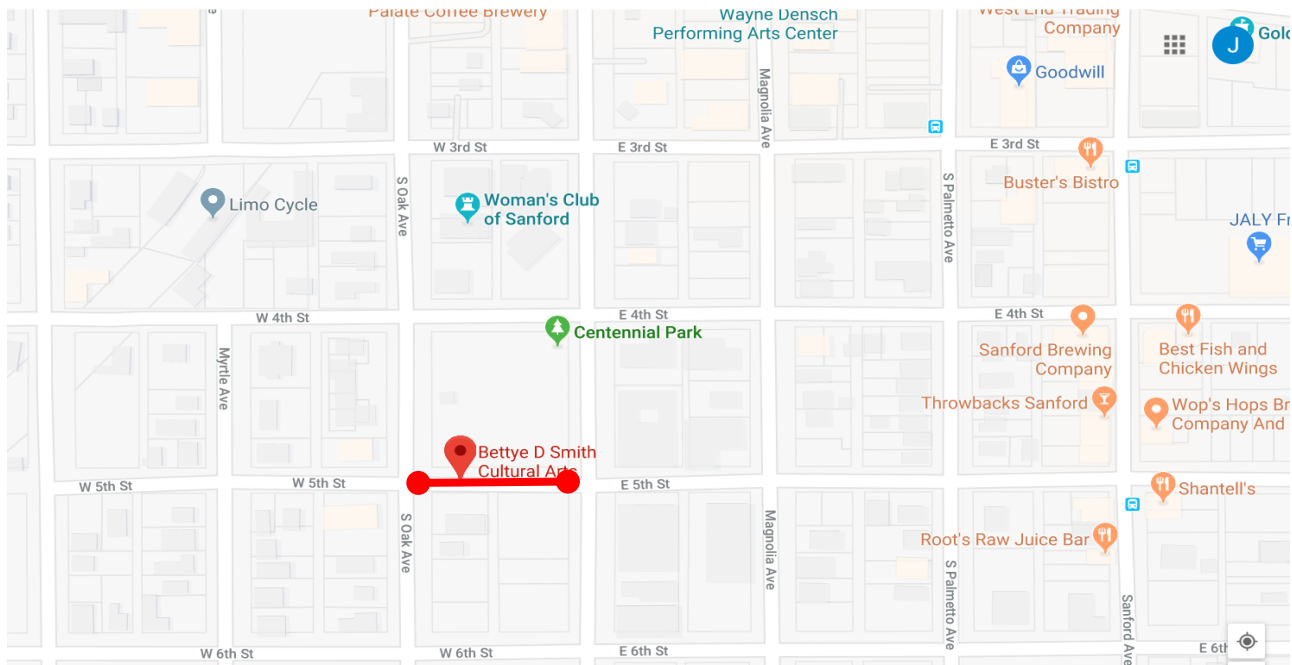 Palate Coffee Brewery
Wayne Densch
Performing Arts Center
West End Trading
Company
J
Goodwill
Magnolia Ave
W 3rd St
E 3rd St
E 3rd St
Buster's Bistro
S Oak Ave
S Palmetto Ave
Limo Cycle
Woman's Club
of Sanford
JALY Fr
W 4th St
E 4th St
E 4th St
Centennial Park
Myrtle Ave
Sanford Brewing
Company
Best Fish and
Chicken Wings
Throwbacks Sanford
Wop's Hops Br
Company And
Bettye D Smith
Cultural Arts
W 5th St
W 5th St
E 5th St
Shantell's
S Oak Ave
Magnolia Ave
Root's Raw Juice Bar
S Palmetto Ave
Sanford Ave
W 6th St
W 6th St
E 6th St
E 6th